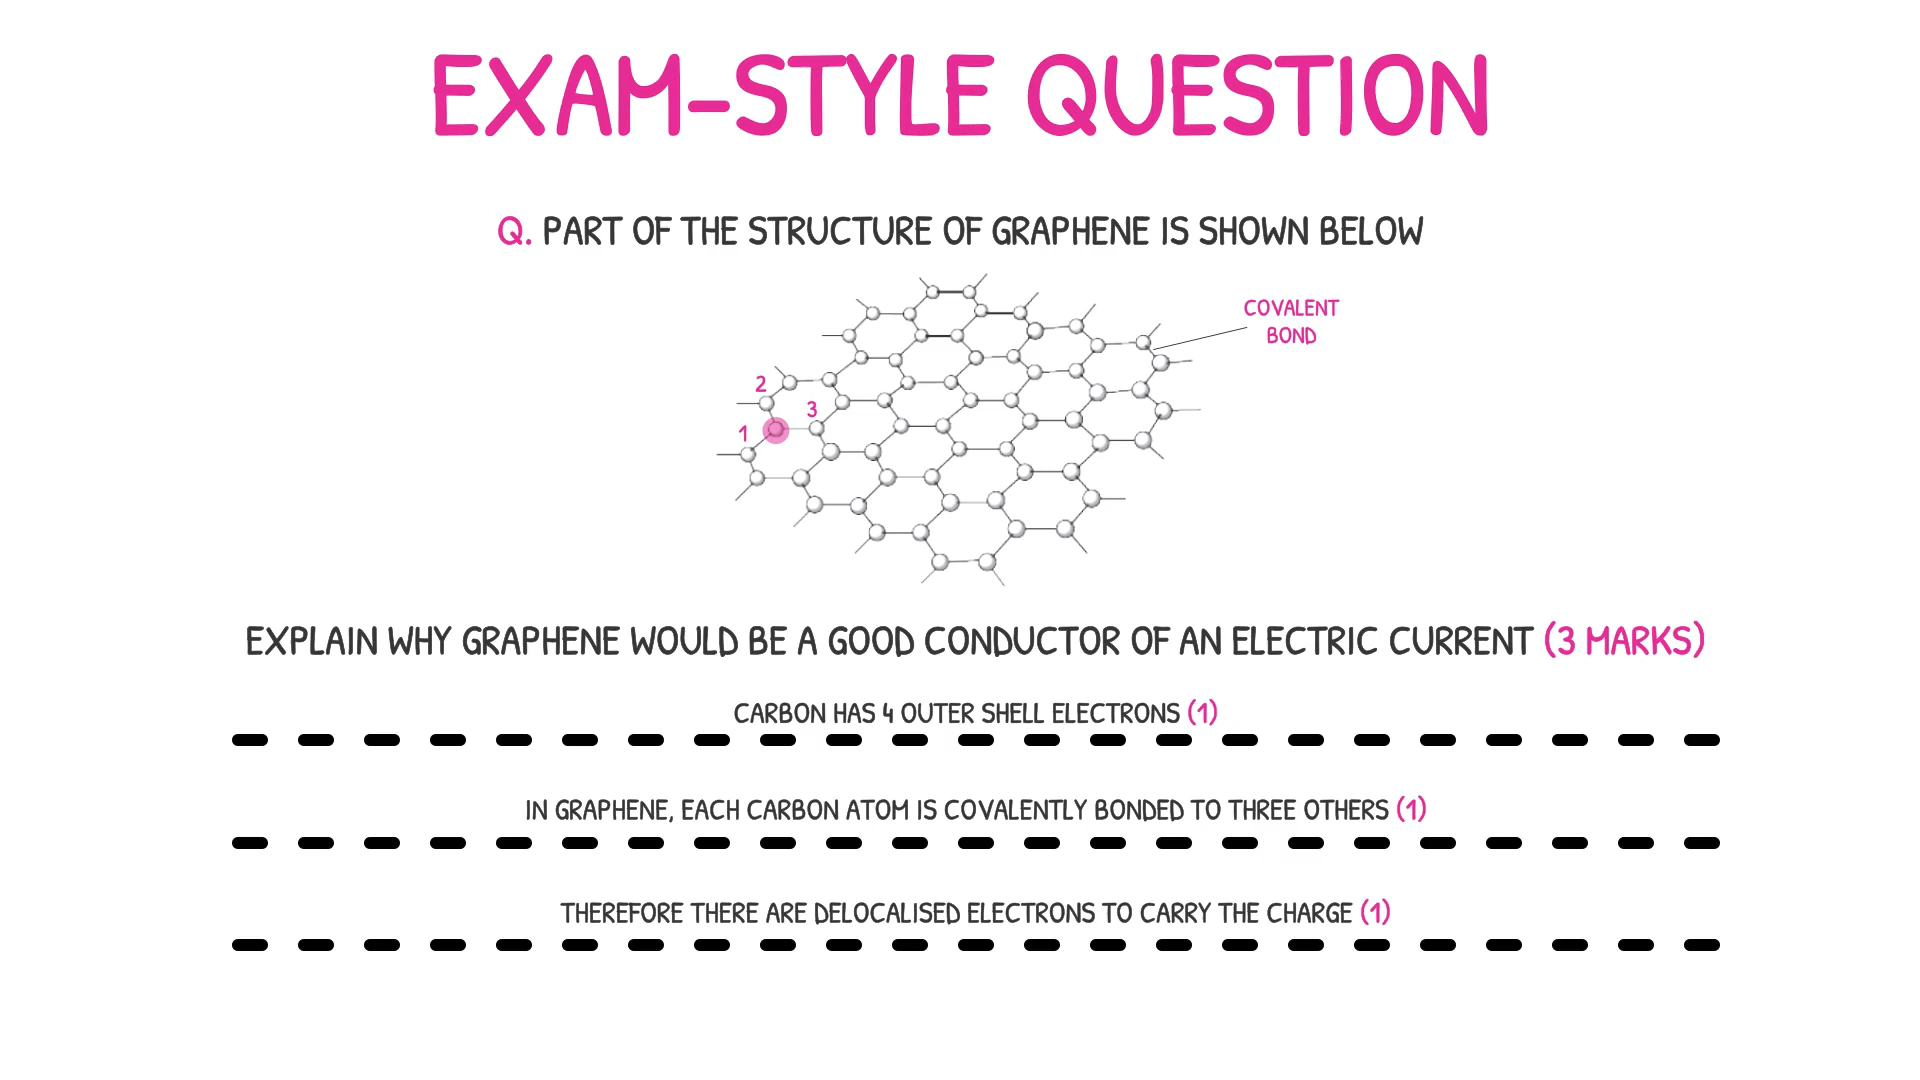 EXAM-STYLE QUESTION
Q. PART OF THE STRUCTURE OF GRAPHENE IS SHOWN BELOW
COVALENT
BOND
2
3
1
EXPLAIN WHY GRAPHENE WOULD BE A GOOD CONDUCTOR OF AN ELECTRIC CURRENT (3 MARKS)
CARBON HAS 4 OUTER SHELL ELECTRONS (1)
IN GRAPHENE, EACH CARBON ATOM IS COVALENTLY BONDED TO THREE OTHERS (1)
THEREFORE THERE ARE DELOCALISED ELECTRONS TO CARRY THE CHARGE (1)